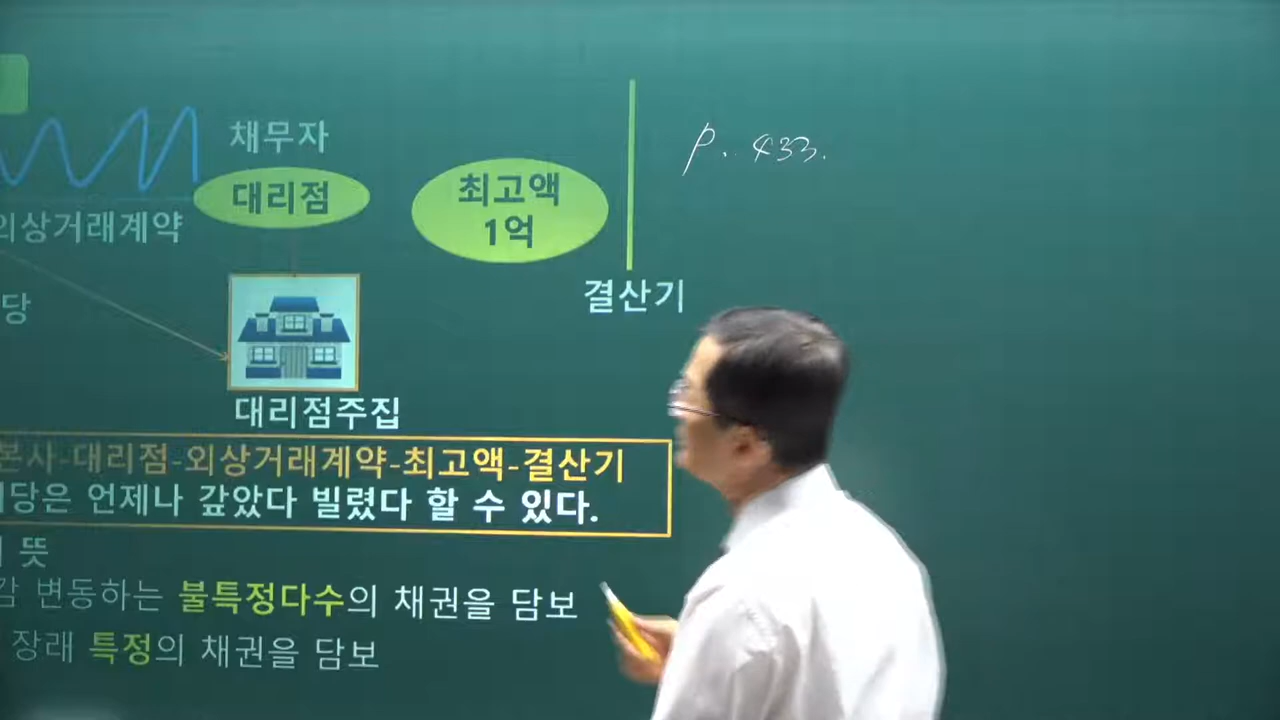 채무자
p. 433.
대리점
최고액
1억
외상거래계약
결산기
당
대리점주집
본사-대리점-외상거래계약-최고액-결산기
당은 언제나 갚았다 빌렸다 할 수 있다.
뜻
감 변동하는 불특정다수의 채권을 담보
장래 특정의 채권을 담보